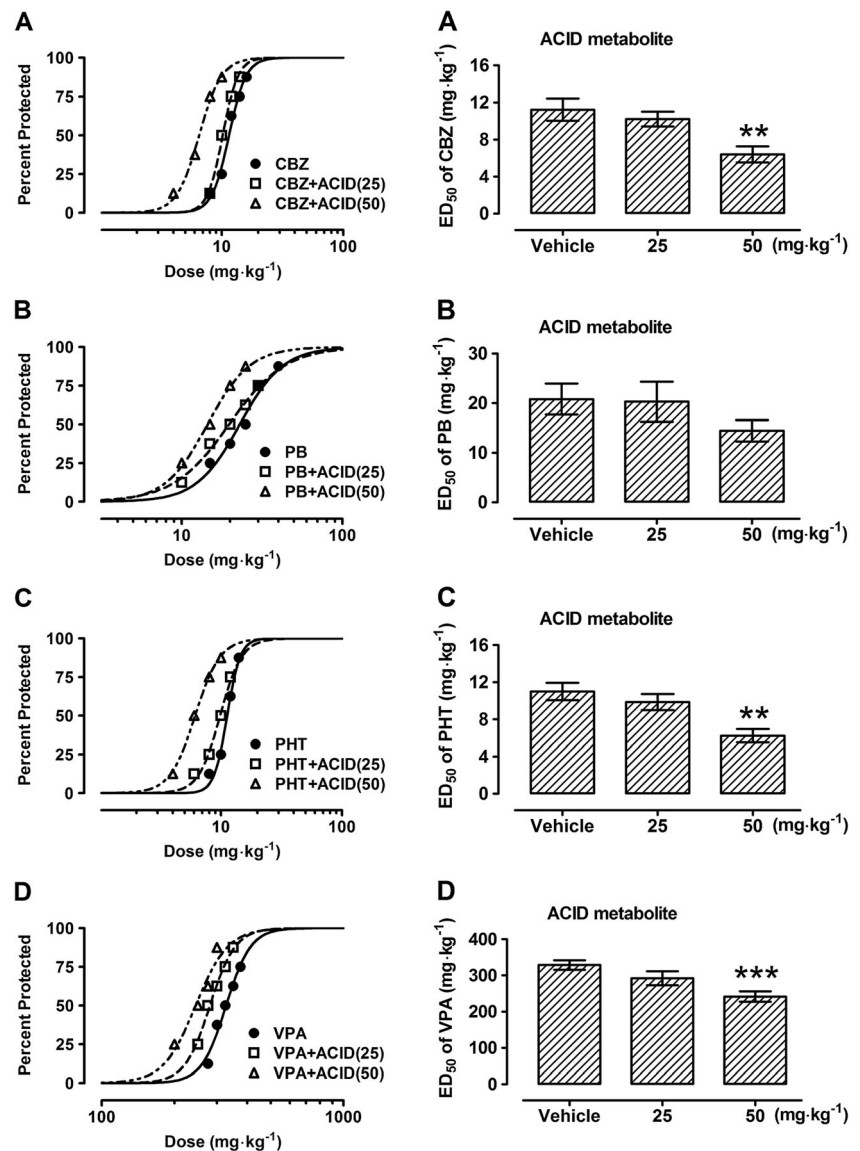 A
Percent Protected
100
75
50
25
0
CBZ
CBZ+ACID(25)
CBZ+ACID(50)
10
100
Dose (mg·kg-1)
A
ACID metabolite
ED50 of CBZ (mg·kg-1)
16
12
8
4
0
**
Vehicle 25 50 (mg·kg-1)
B
Percent Protected
100
75
50
25
0
PB
PB+ACID(25)
PB+ACID(50)
10
100
Dose (mg·kg-1)
B
ACID metabolite
ED50 of PB (mg·kg-1)
30
20
10
0
Vehicle 25 50 (mg·kg-1)
C
Percent Protected
100
75
50
25
0
PHT
PHT+ACID(25)
PHT+ACID(50)
10
100
Dose (mg·kg-1)
C
ACID metabolite
ED50 of PHT (mg·kg-1)
16
12
8
4
0
**
Vehicle 25 50 (mg·kg-1)
D
Percent Protected
100
75
50
25
0
VPA
VPA+ACID(25)
VPA+ACID(50)
100
1000
Dose (mg·kg-1)
D
ACID metabolite
ED50 of VPA (mg·kg-1)
400
300
200
100
0
***
Vehicle 25 50 (mg·kg-1)